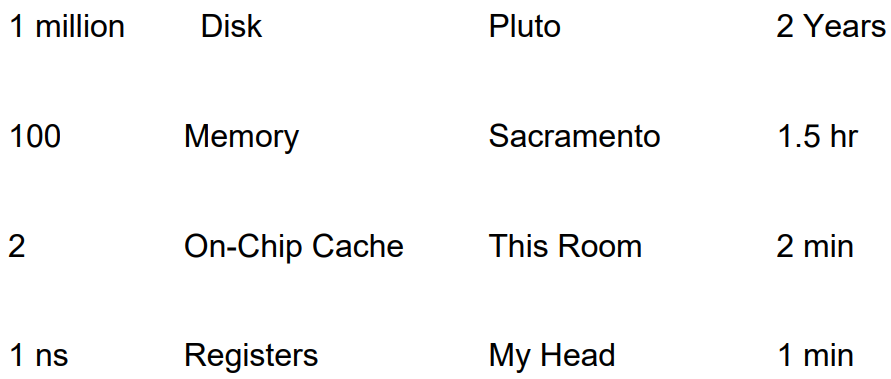 1 million Disk Pluto 2 Years
100 Memory Sacramento 1.5 hr
2 On-Chip Cache This Room 2 min
1 ns Registers My Head 1 min